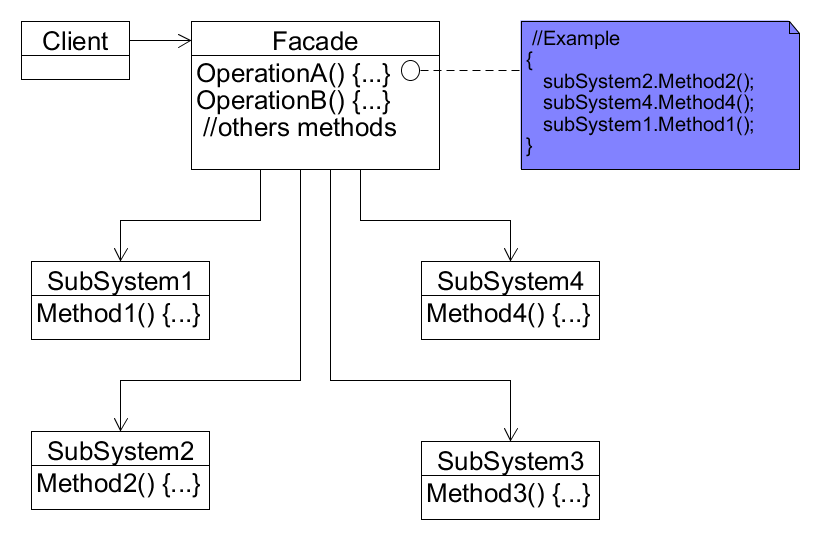 Client
Facade
OperationA() {...}
OperationB() {...}
//others methods
//Example
{
subSystem2.Method2();
subSystem4.Method4();
subSystem1.Method1();
}
SubSystem1
Method1() {...}
SubSystem4
Method4() {...}
SubSystem2
Method2() {...}
SubSystem3
Method3() {...}